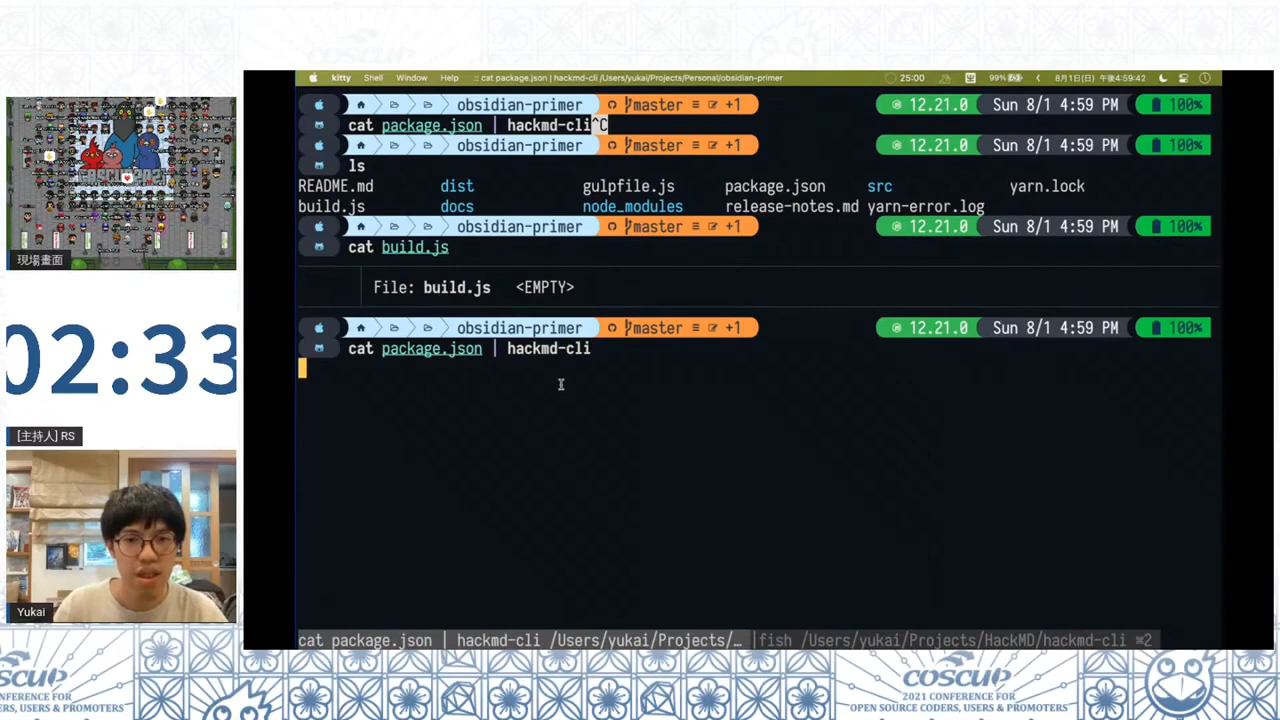 kitty Shell Window Help :: cat package.json | hackmd-cli /Users/yukai/Projects/Personal/obsidian-primer 25:00 99% 8月1日(日) 午後4:59:42
obsidian-primer master +1 12.21.0 Sun 8/1 4:59 PM 100%
cat package.json | hackmd-cli^C
obsidian-primer master +1 12.21.0 Sun 8/1 4:59 PM 100%
ls
README.md dist gulpfile.js package.json src yarn.lock
build.js docs node_modules release-notes.md yarn-error.log
obsidian-primer master +1 12.21.0 Sun 8/1 4:59 PM 100%
cat build.js
File: build.js <EMPTY>
obsidian-primer master +1 12.21.0 Sun 8/1 4:59 PM 100%
cat package.json | hackmd-cli
cat package.json | hackmd-cli /Users/yukai/Projects/… |fish /Users/yukai/Projects/HackMD/hackmd-cli ⌘2
現場畫面
02:33
[主持人] RS
Yukai
NFERENCE FOR
ERS, USERS & PROMOTERS
COSCUP
2021 CONFERENCE FOR
OPEN SOURCE CODERS, USERS & PROMOTERS